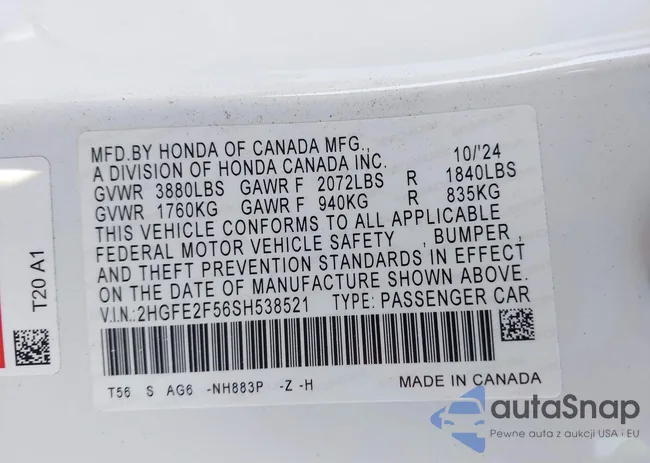 MFD.BY HONDA OF CANADA MFG., 10/'24
A DIVISION OF HONDA CANADA INC.
GVWR 3880LBS GAWR F 2072LBS R 1840LBS
GVWR 1760KG GAWR F 940KG R 835KG
THIS VEHICLE CONFORMS TO ALL APPLICABLE
FEDERAL MOTOR VEHICLE SAFETY , BUMPER ,
AND THEFT PREVENTION STANDARDS IN EFFECT
ON THE DATE OF MANUFACTURE SHOWN ABOVE.
V.I.N.: 2HGFE2F56SH538521 TYPE: PASSENGER CAR
T56 S AG6 -NH883P -Z -H MADE IN CANADA
T20 A1
autaSnap
Pewne auta z aukcji USA i EU